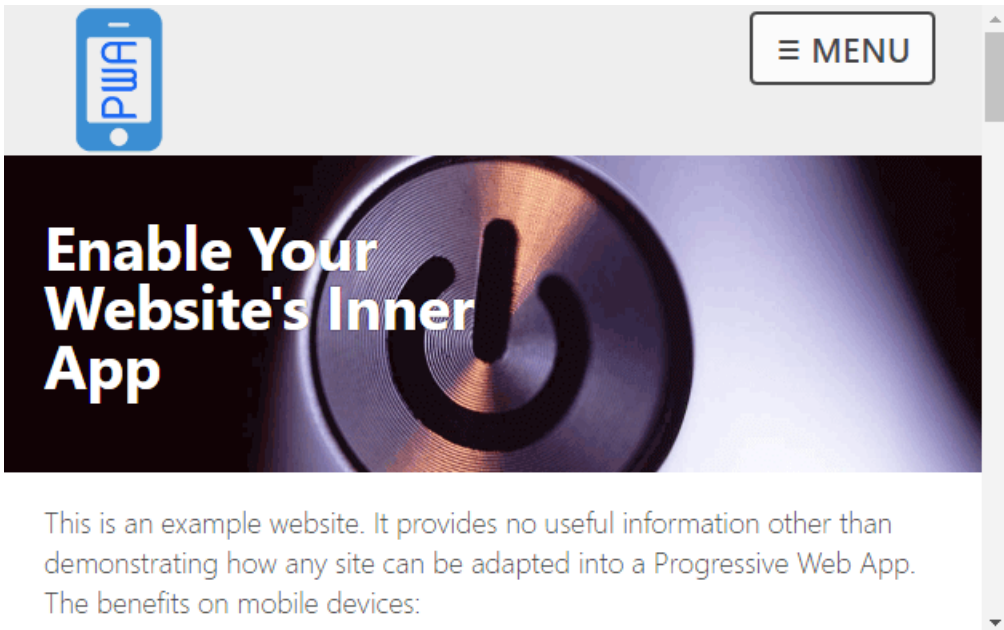 PWA
☰ MENU
Enable Your
Website's Inner
App
This is an example website. It provides no useful information other than
demonstrating how any site can be adapted into a Progressive Web App.
The benefits on mobile devices: